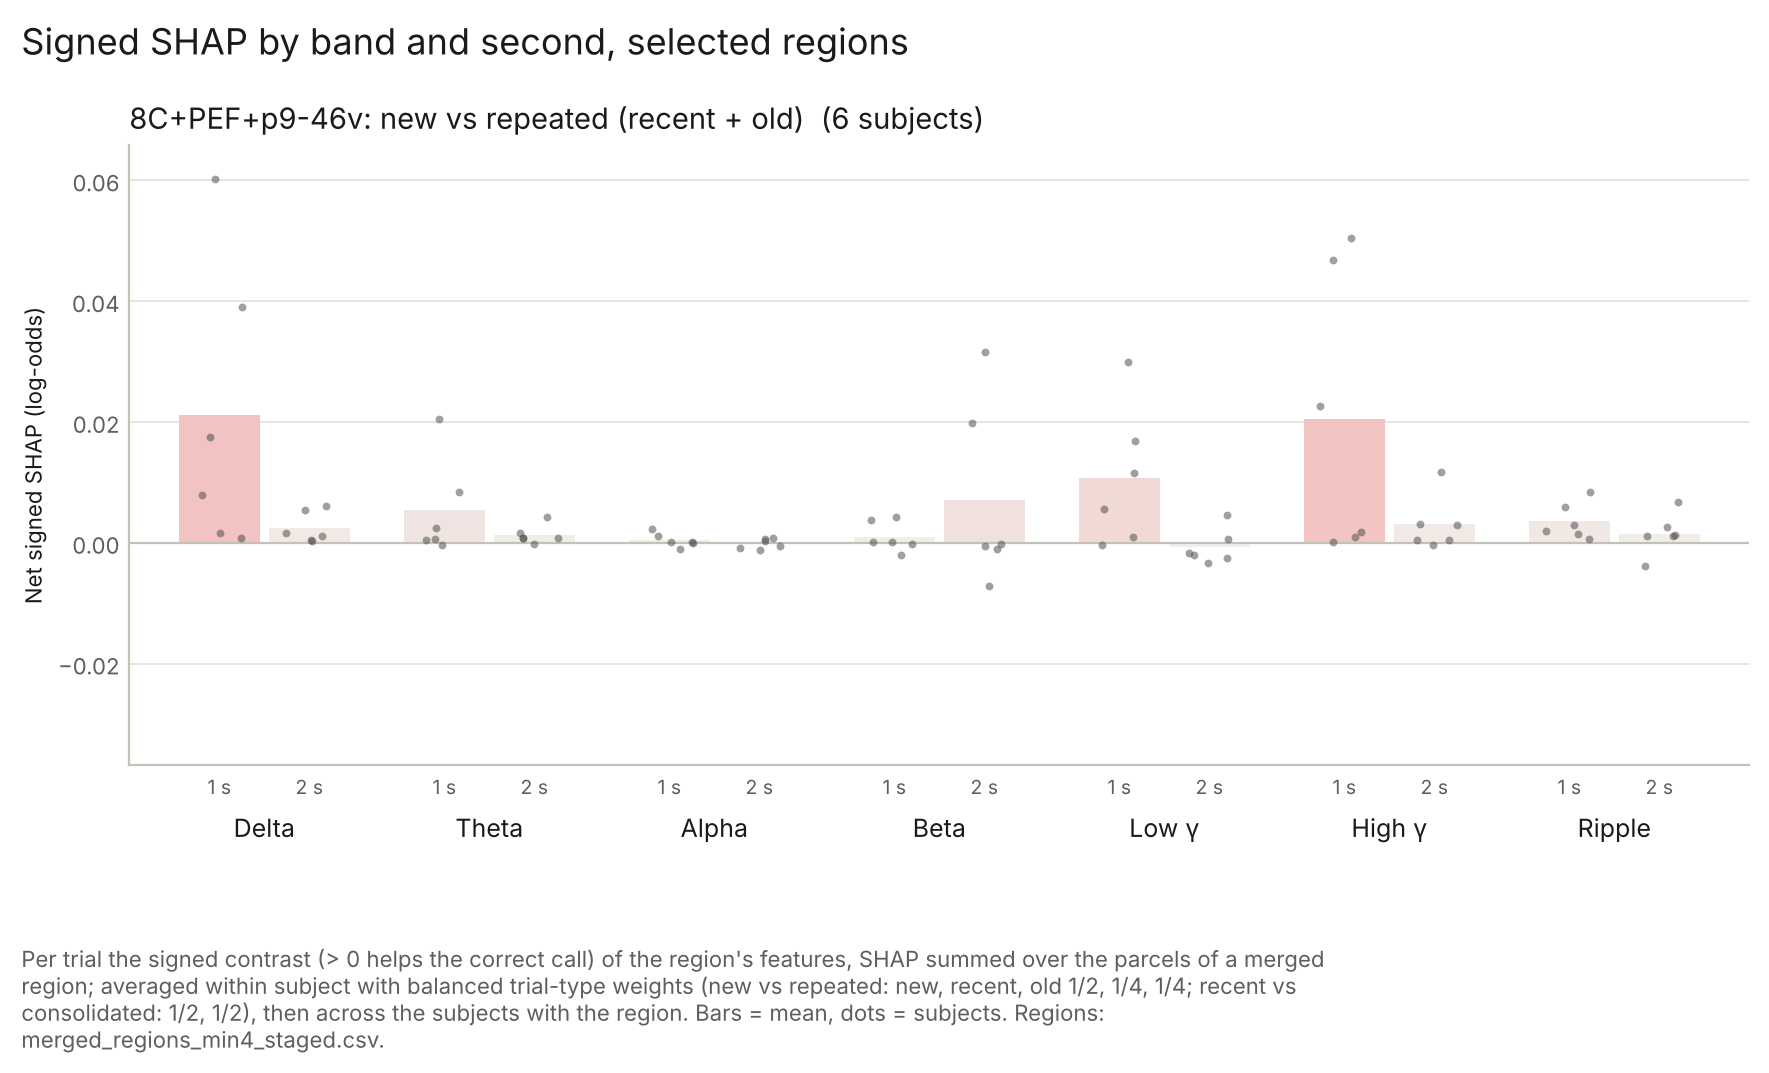 Signed SHAP by band and second, selected regions
8C+PEF+p9-46v: new vs repeated (recent + old)  (6 subjects)
Net signed SHAP (log-odds)
0.06
0.04
0.02
0.00
−0.02
1 s 2 s 1 s 2 s 1 s 2 s 1 s 2 s 1 s 2 s 1 s 2 s 1 s 2 s
Delta Theta Alpha Beta Low γ High γ Ripple
Per trial the signed contrast (> 0 helps the correct call) of the region's features, SHAP summed over the parcels of a merged
region; averaged within subject with balanced trial-type weights (new vs repeated: new, recent, old 1/2, 1/4, 1/4; recent vs
consolidated: 1/2, 1/2), then across the subjects with the region. Bars = mean, dots = subjects. Regions:
merged_regions_min4_staged.csv.